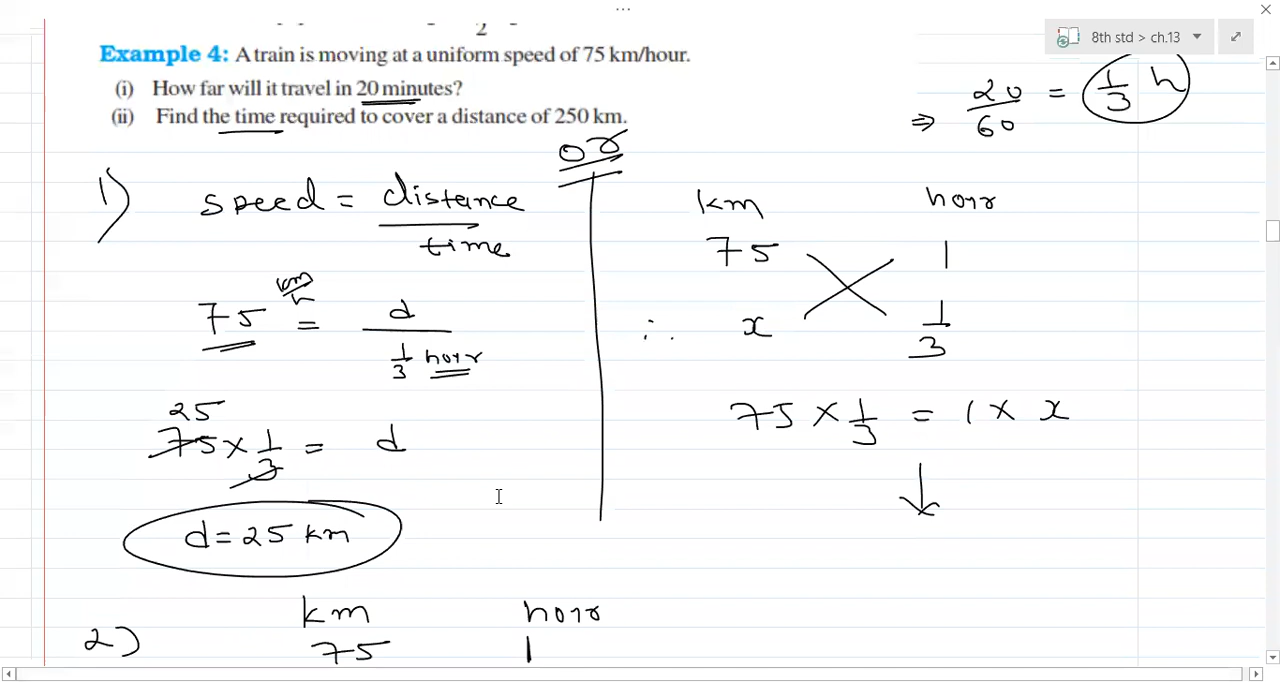 8th std > ch.13
2
Example 4: A train is moving at a uniform speed of 75 km/hour.
(i) How far will it travel in 20 minutes?
(ii) Find the time required to cover a distance of 250 km.
⇒ 20/60 = 1/3 h
or
1) speed = distance/time
75 km/h = d / 1/3 hour
25
75 × 1/3 = d
d = 25 km
km hour
75 1
∴ x 1/3
75 × 1/3 = 1 × x
↓
2) km hour
75 1